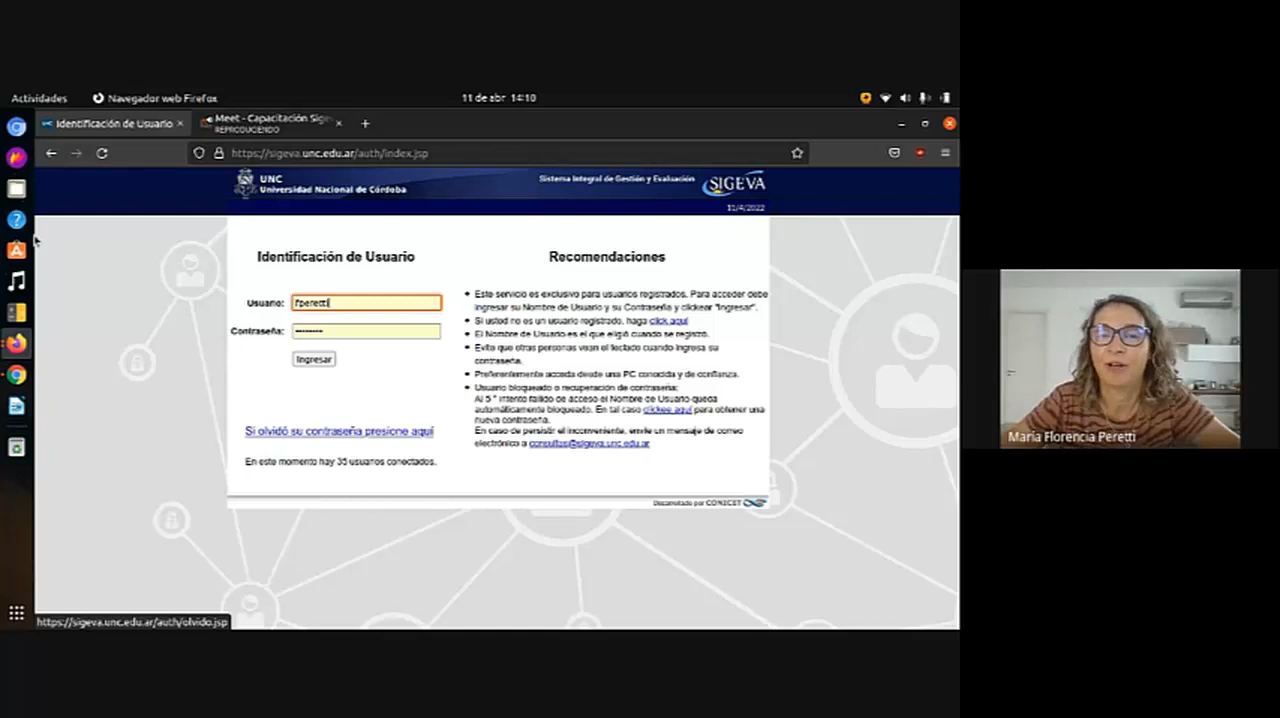 Actividades
Navegador web Firefox
11 de abr 14:10
Identificación de Usuario
Meet - Capacitación Sige
REPRODUCIENDO
https://sigeva.unc.edu.ar/auth/index.jsp
UNC
Universidad Nacional de Córdoba
Sistema Integral de Gestión y Evaluación
SIGEVA
11/4/2022
Identificación de Usuario
Usuario:
fperetti
Contraseña:
Ingresar
Si olvidó su contraseña presione aquí
En este momento hay 35 usuarios conectados.
Recomendaciones
Este servicio es exclusivo para usuarios registrados. Para acceder debe
ingresar su Nombre de Usuario y su Contraseña y clickear "Ingresar".
Si usted no es un usuario registrado, haga click aquí
El Nombre de Usuario es el que eligió cuando se registró.
Evite que otras personas vean el teclado cuando ingresa su
contraseña.
Preferentemente acceda desde una PC conocida y de confianza.
Usuario bloqueado o recuperación de contraseña:
Al 5° intento fallido de acceso el Nombre de Usuario queda
automáticamente bloqueado. En tal caso clickee aquí para obtener una
nueva contraseña.
En caso de persistir el inconveniente, envíe un mensaje de correo
electrónico a consultas@sigeva.unc.edu.ar
Desarrollado por CONICET
https://sigeva.unc.edu.ar/auth/olvido.jsp
María Florencia Peretti